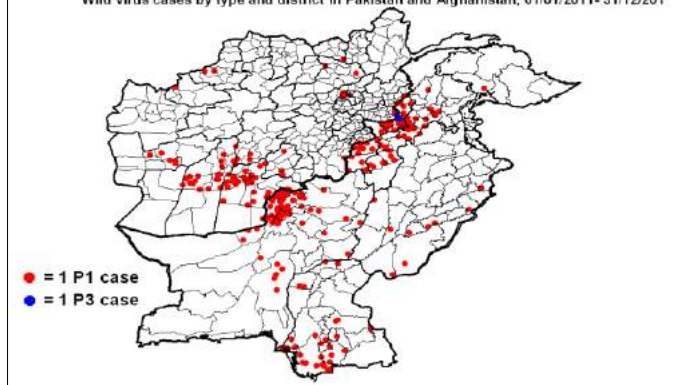 Wild virus cases by type and district in Pakistan and Afghanistan, 01/01/2011- 31/12/201
= 1 P1 case
= 1 P3 case